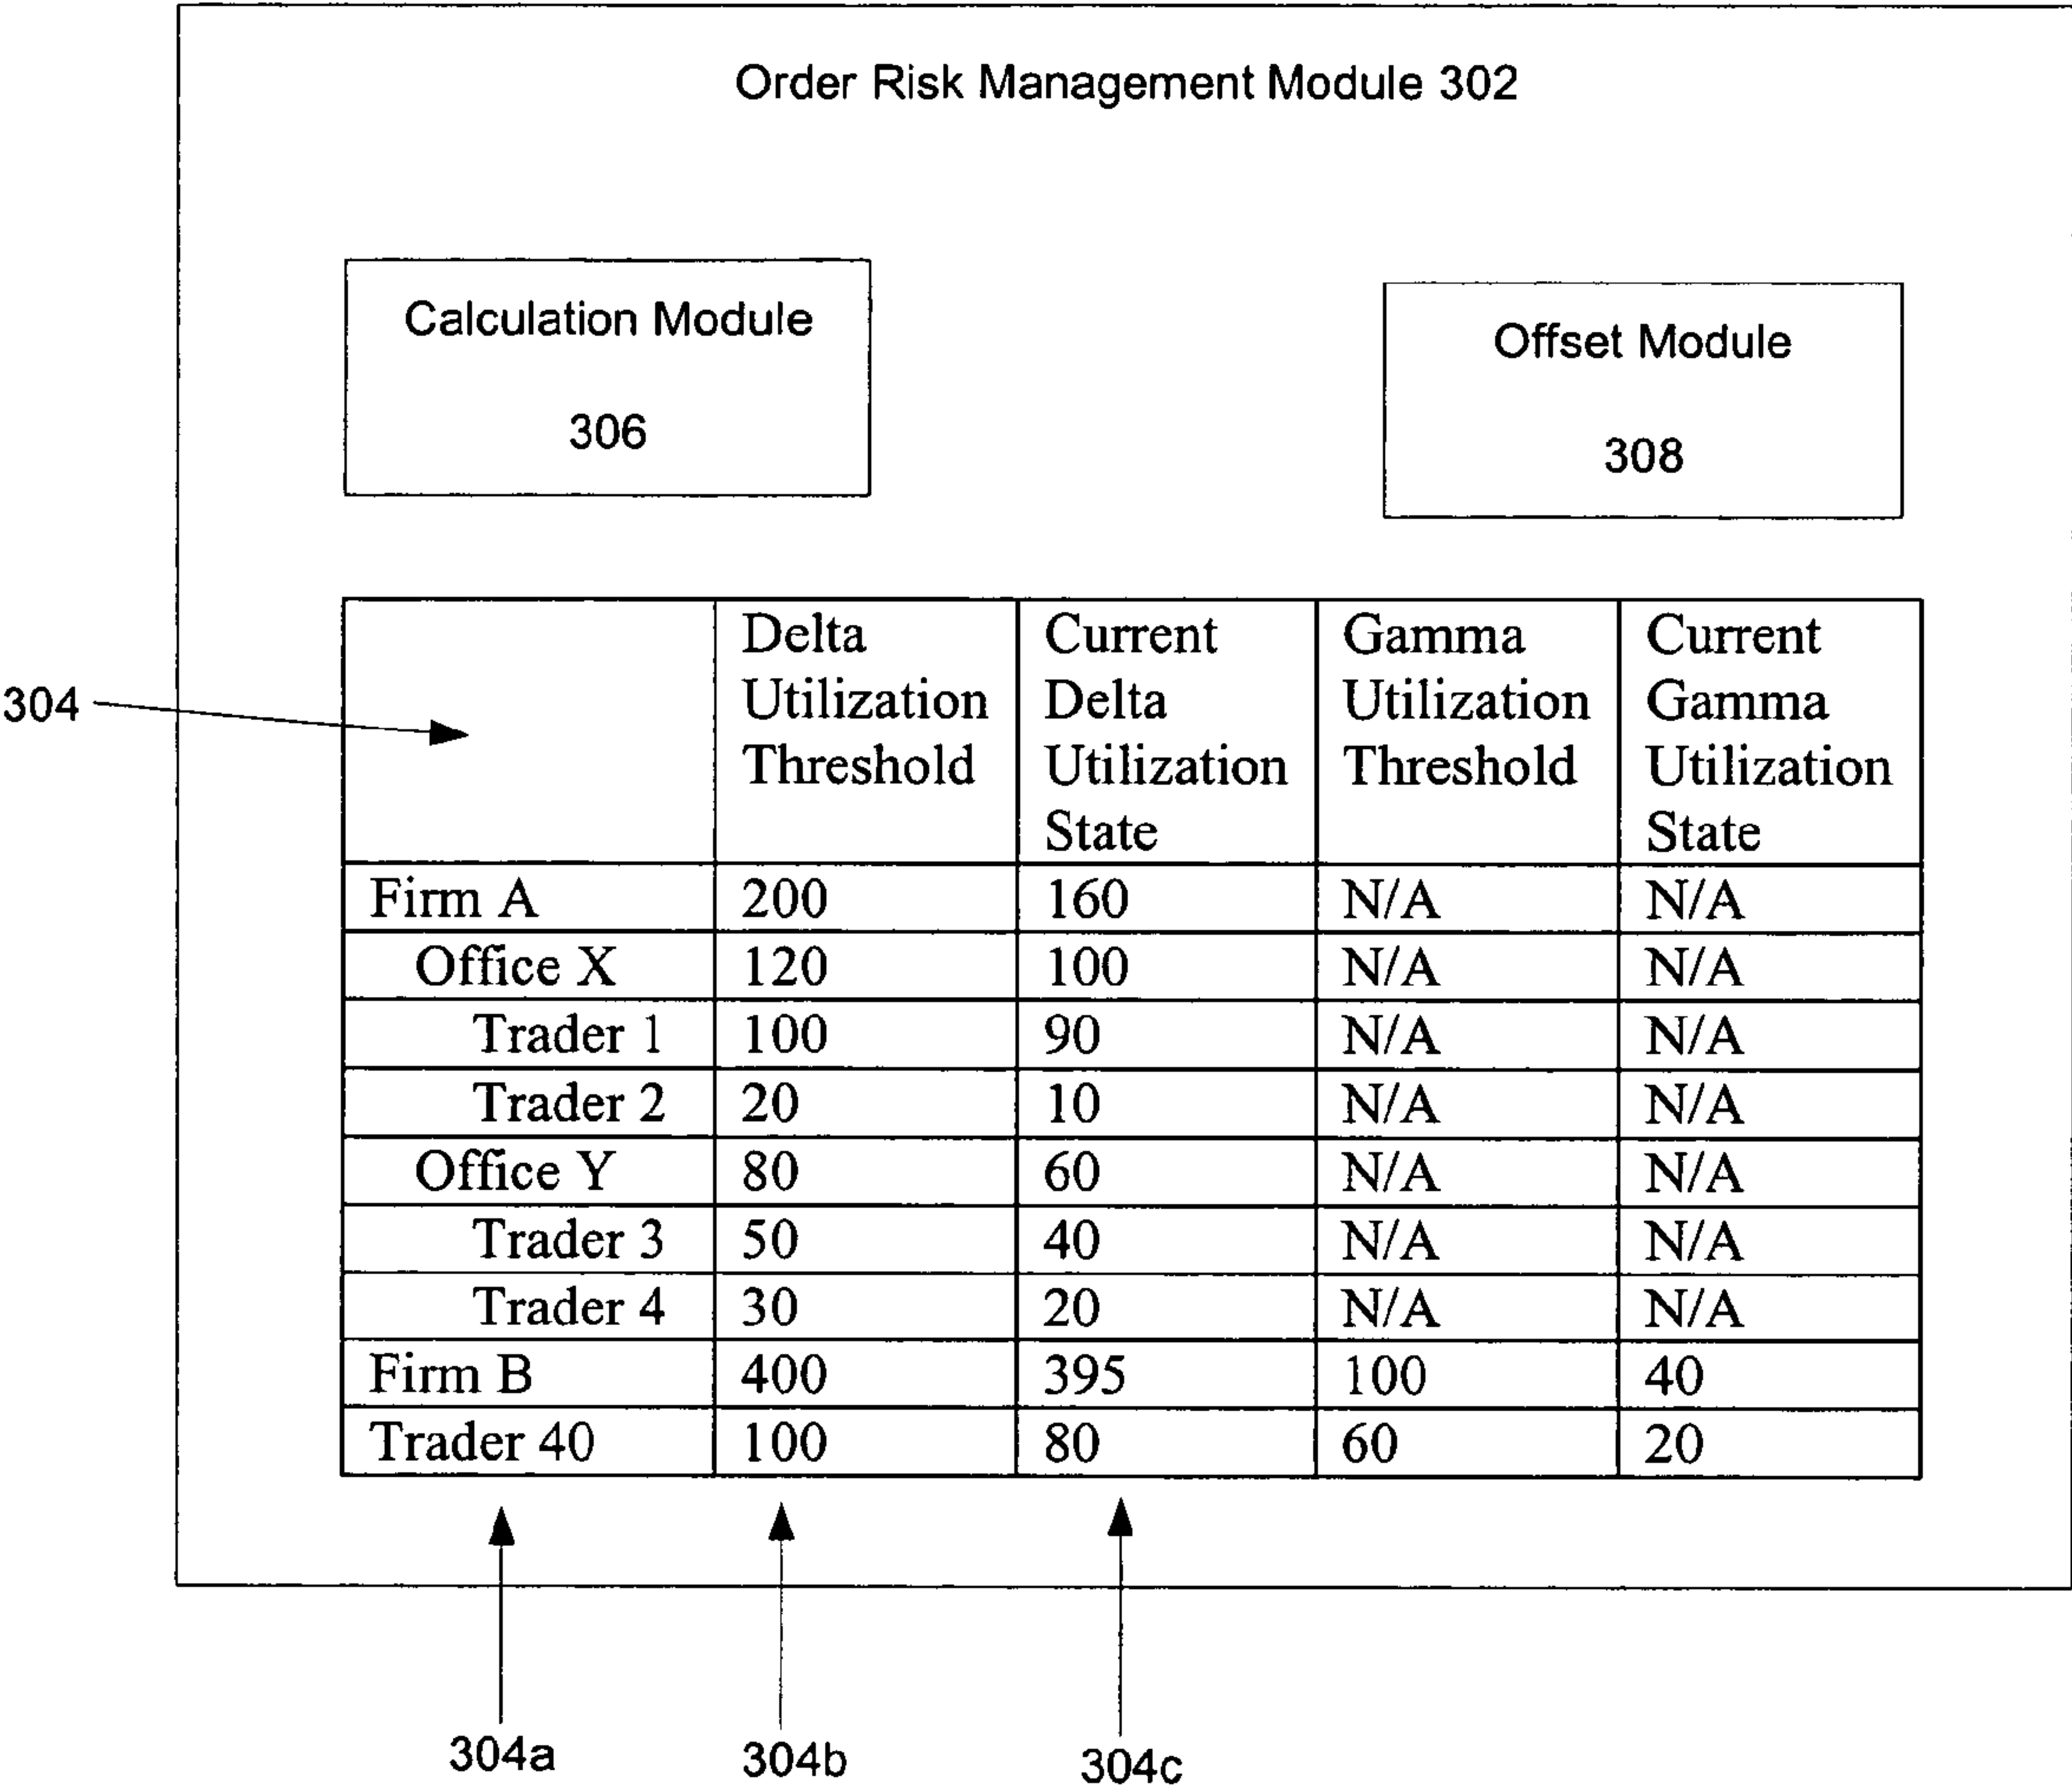 Order Risk Management Module 302
Calculation Module
306
Offset Module
308
304
Delta Utilization Threshold
Current Delta Utilization State
Gamma Utilization Threshold
Current Gamma Utilization State
Firm A 200 160 N/A N/A
Office X 120 100 N/A N/A
Trader 1 100 90 N/A N/A
Trader 2 20 10 N/A N/A
Office Y 80 60 N/A N/A
Trader 3 50 40 N/A N/A
Trader 4 30 20 N/A N/A
Firm B 400 395 100 40
Trader 40 100 80 60 20
304a
304b
304c